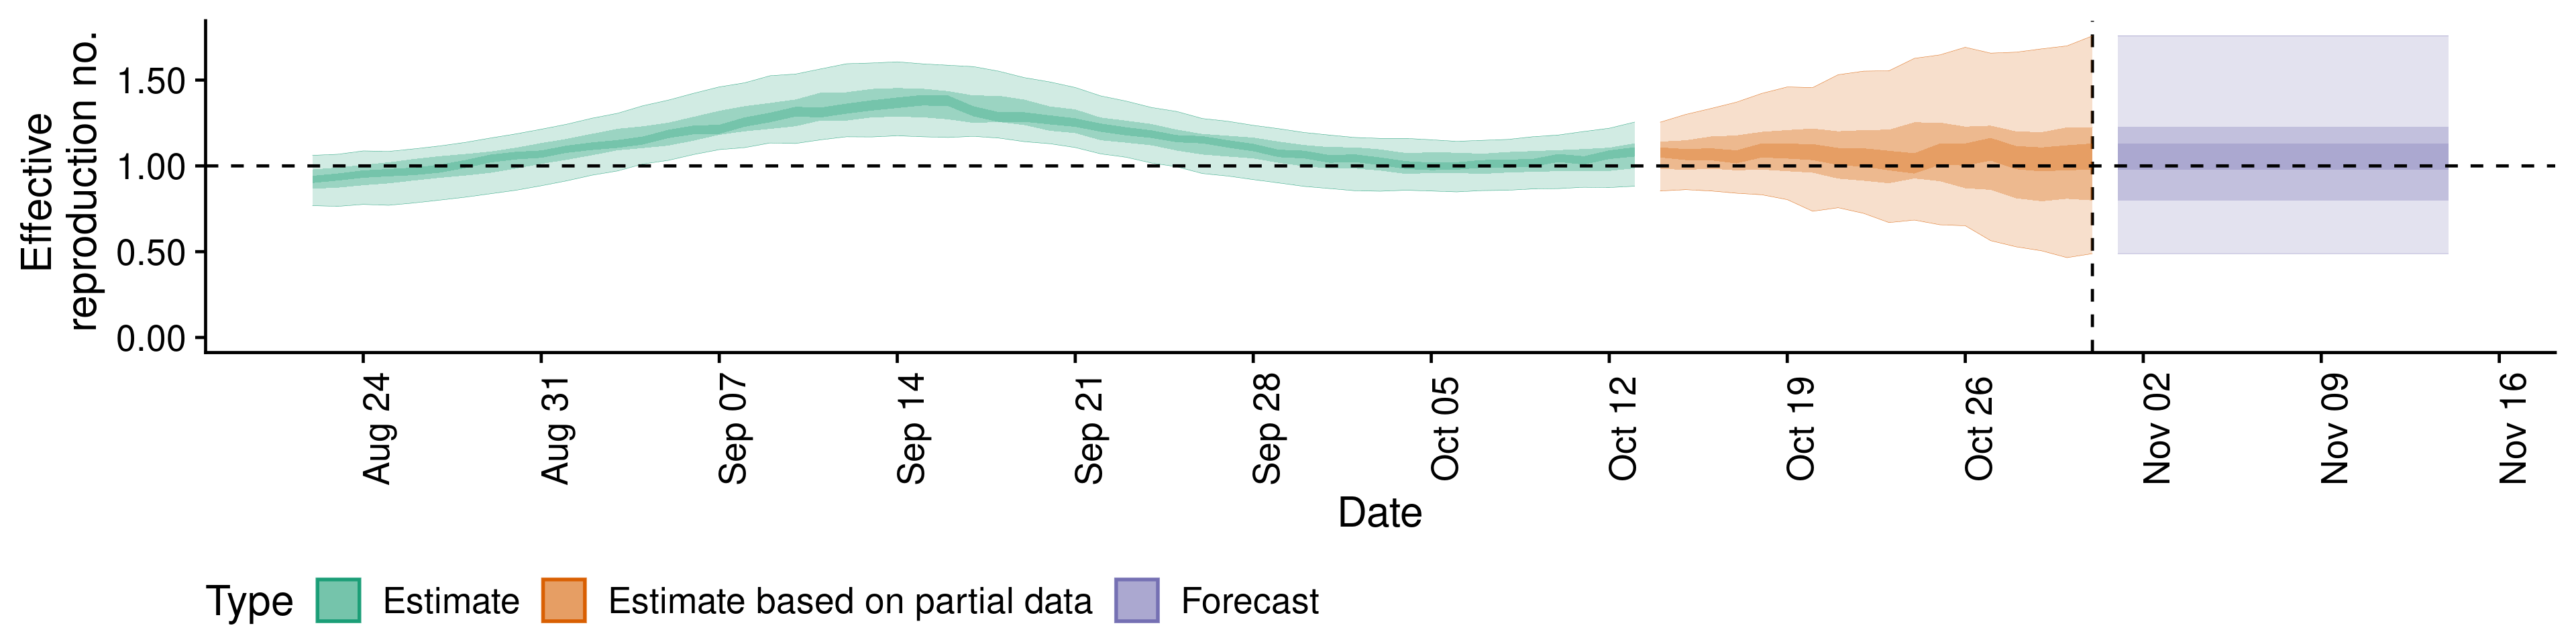 Effective
reproduction no.
1.50
1.00
0.50
0.00
Aug 24
Aug 31
Sep 07
Sep 14
Sep 21
Sep 28
Oct 05
Oct 12
Oct 19
Oct 26
Nov 02
Nov 09
Nov 16
Date
Type Estimate Estimate based on partial data Forecast